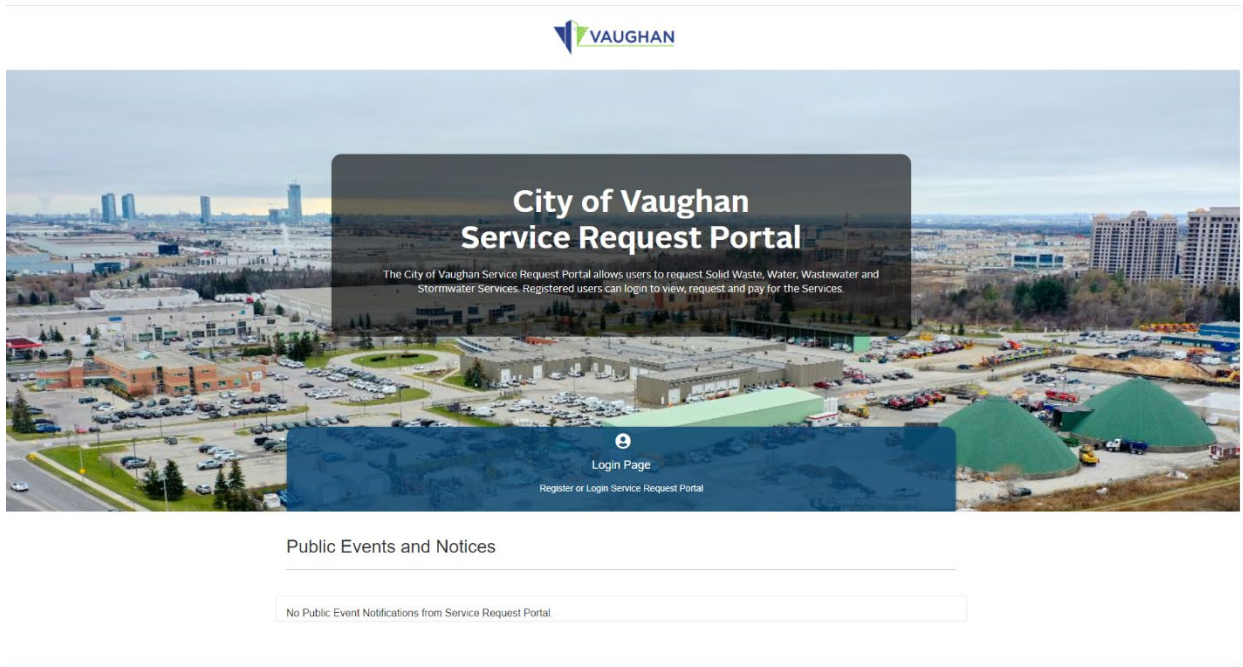 VAUGHAN
City of Vaughan
Service Request Portal
The City of Vaughan Service Request Portal allows users to request Solid Waste, Water, Wastewater and
Stormwater Services. Registered users can login to view, request and pay for the Services.
Login Page
Register or Login Service Request Portal
Public Events and Notices
No Public Event Notifications from Service Request Portal.